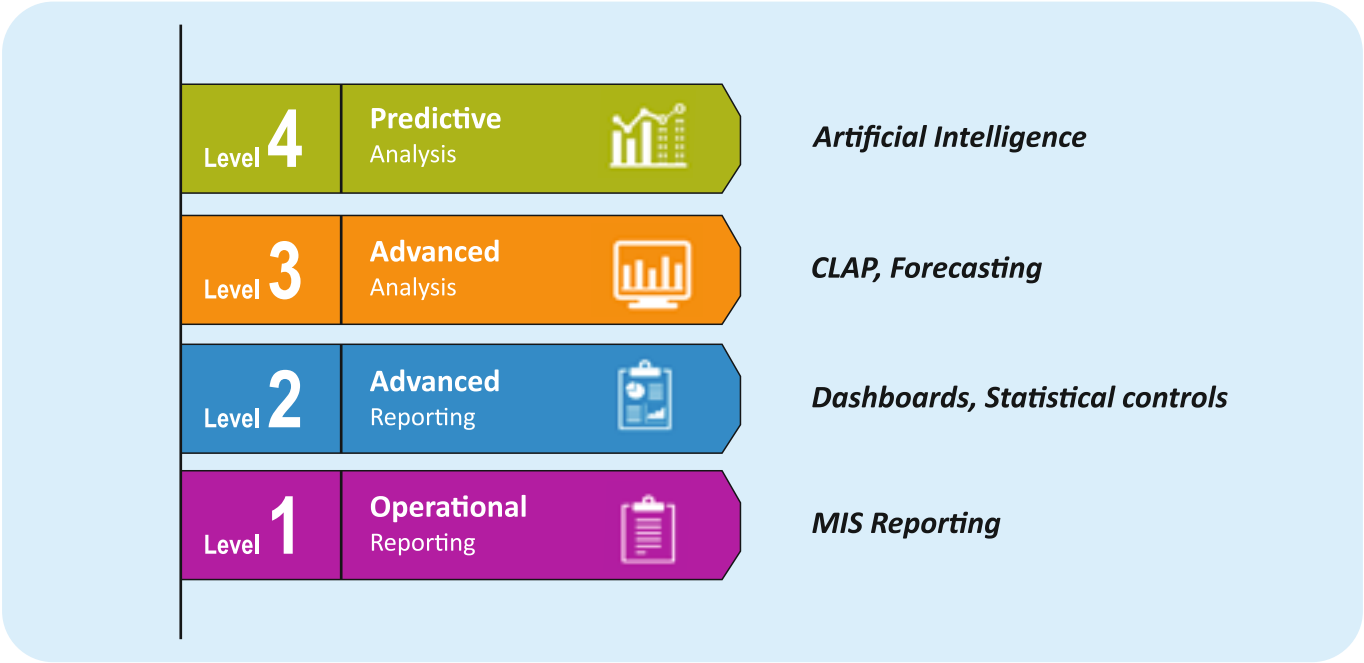 Level 4
Predictive
Analysis
Artificial Intelligence
Level 3
Advanced
Analysis
CLAP, Forecasting
Level 2
Advanced
Reporting
Dashboards, Statistical controls
Level 1
Operational
Reporting
MIS Reporting